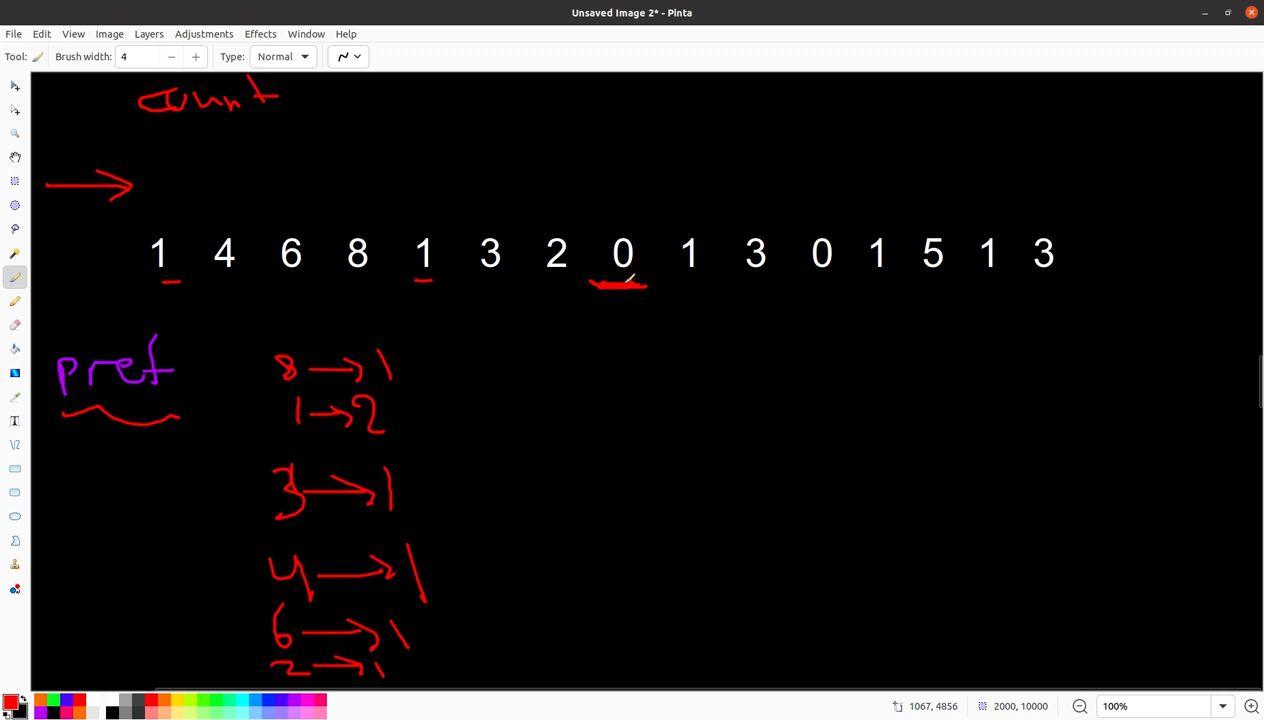 Unsaved Image 2* - Pinta
File Edit View Image Layers Adjustments Effects Window Help
Tool: Brush width: 4 − + Type: Normal
count
1 4 6 8 1 3 2 0 1 3 0 1 5 1 3
pref
8 → 1
1 → 2
3 → 1
4 → 1
6 → 1
2 → 1
T
1067, 4856 2000, 10000 100%